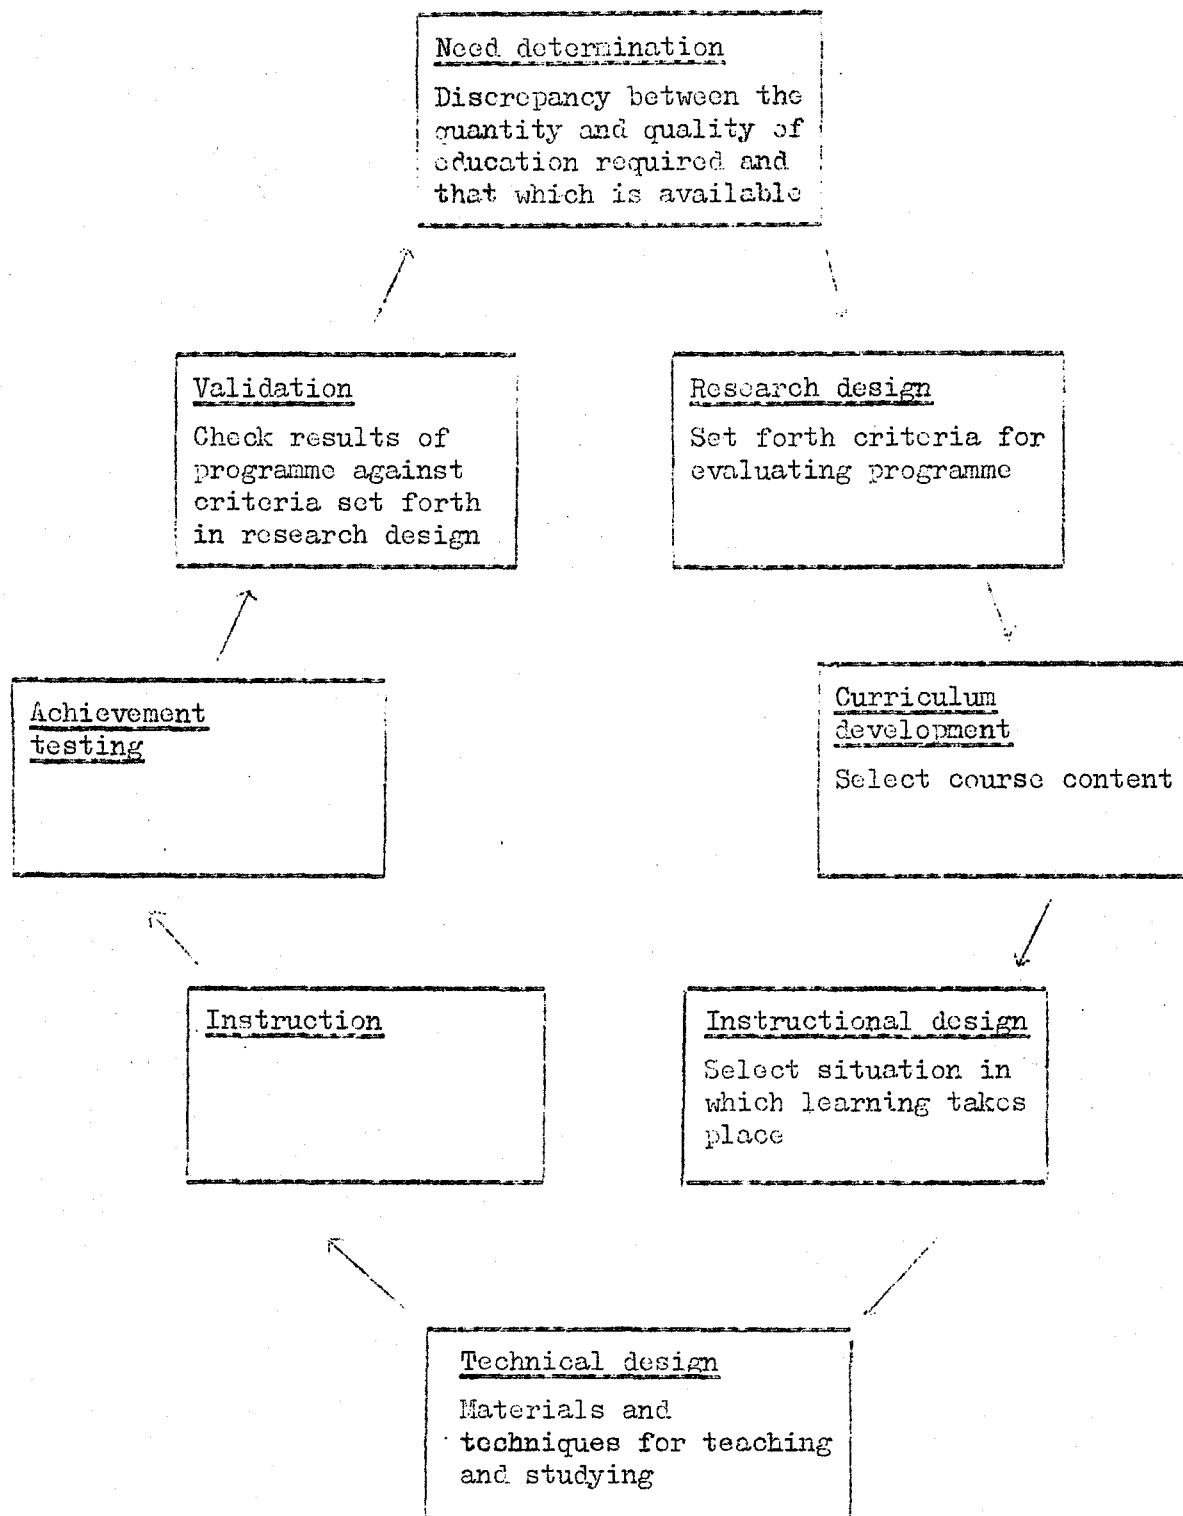 Need determination
Discrepancy between the
quantity and quality of
education required and
that which is available
Validation
Check results of
programme against
criteria set forth
in research design
Research design
Set forth criteria for
evaluating programme
Achievement
testing
Curriculum
development
Select course content
Instruction
Instructional design
Select situation in
which learning takes
place
Technical design
Materials and
techniques for teaching
and studying